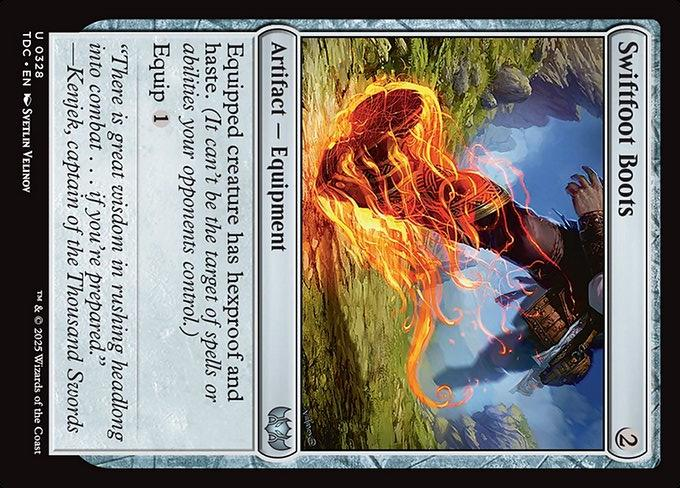 Swiftfoot Boots
2
Artifact — Equipment
Equipped creature has hexproof and
haste. (It can't be the target of spells or
abilities your opponents control.)
Equip 1
“There is great wisdom in rushing headlong
into combat . . . if you're prepared.”
—Kenjek, captain of the Thousand Swords
U 0328
TDC • EN Svetlin Velinov
™ & © 2025 Wizards of the Coast